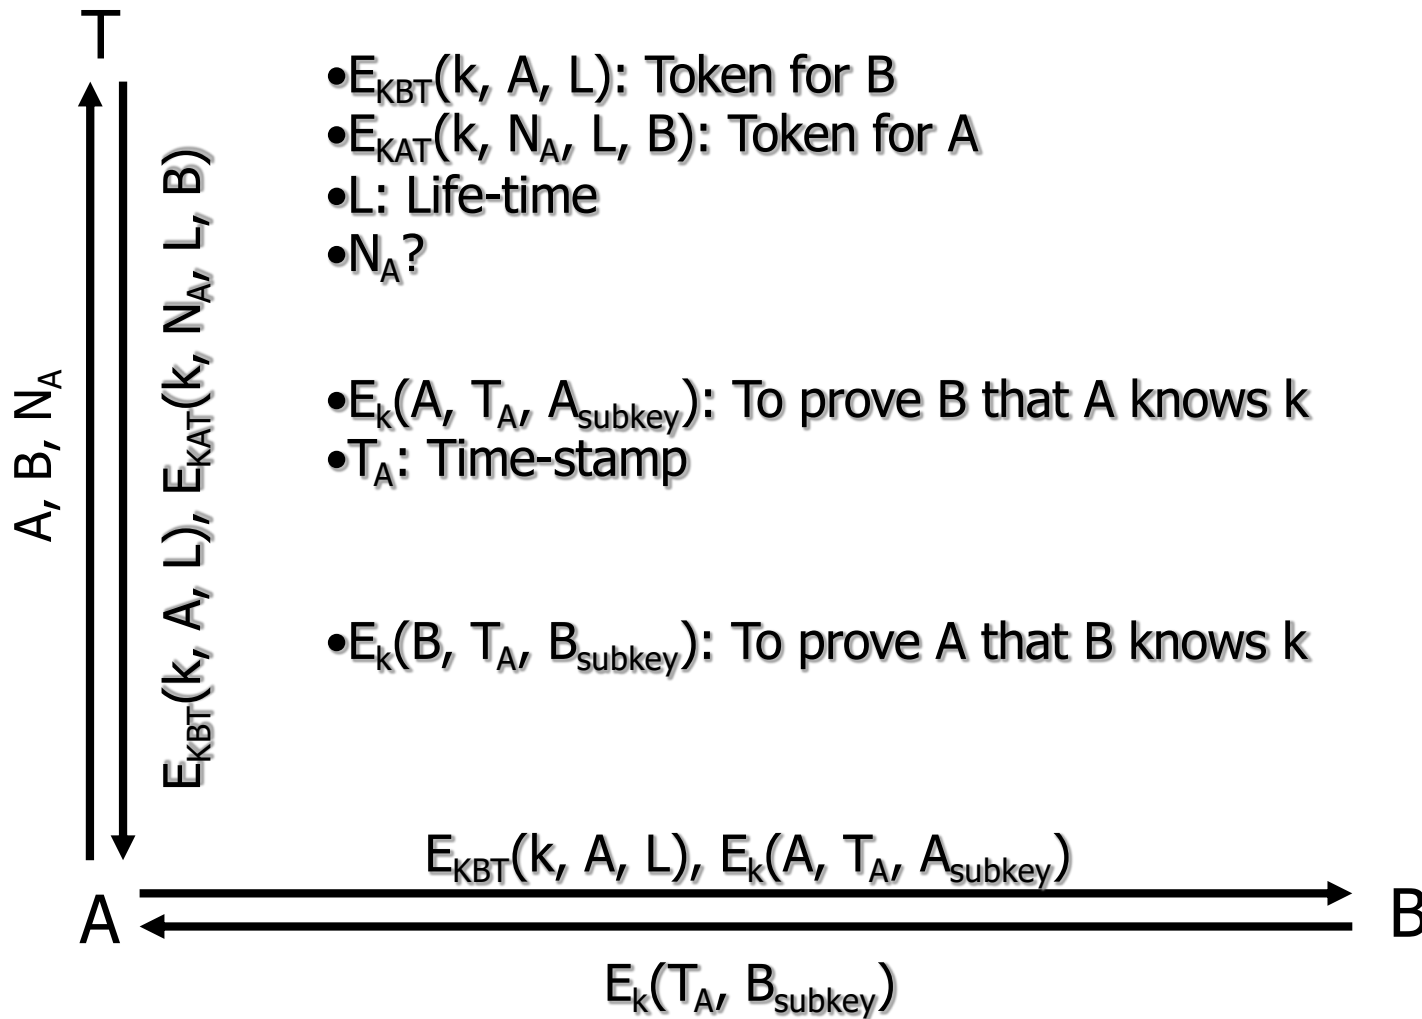 T
•E_KBT(k, A, L): Token for B
•E_KAT(k, N_A, L, B): Token for A
•L: Life-time
•N_A?
A, B, N_A
E_KBT(k, A, L), E_KAT(k, N_A, L, B)
•E_k(A, T_A, A_subkey): To prove B that A knows k
•T_A: Time-stamp
•E_k(B, T_A, B_subkey): To prove A that B knows k
E_KBT(k, A, L), E_k(A, T_A, A_subkey)
A
B
E_k(T_A, B_subkey)